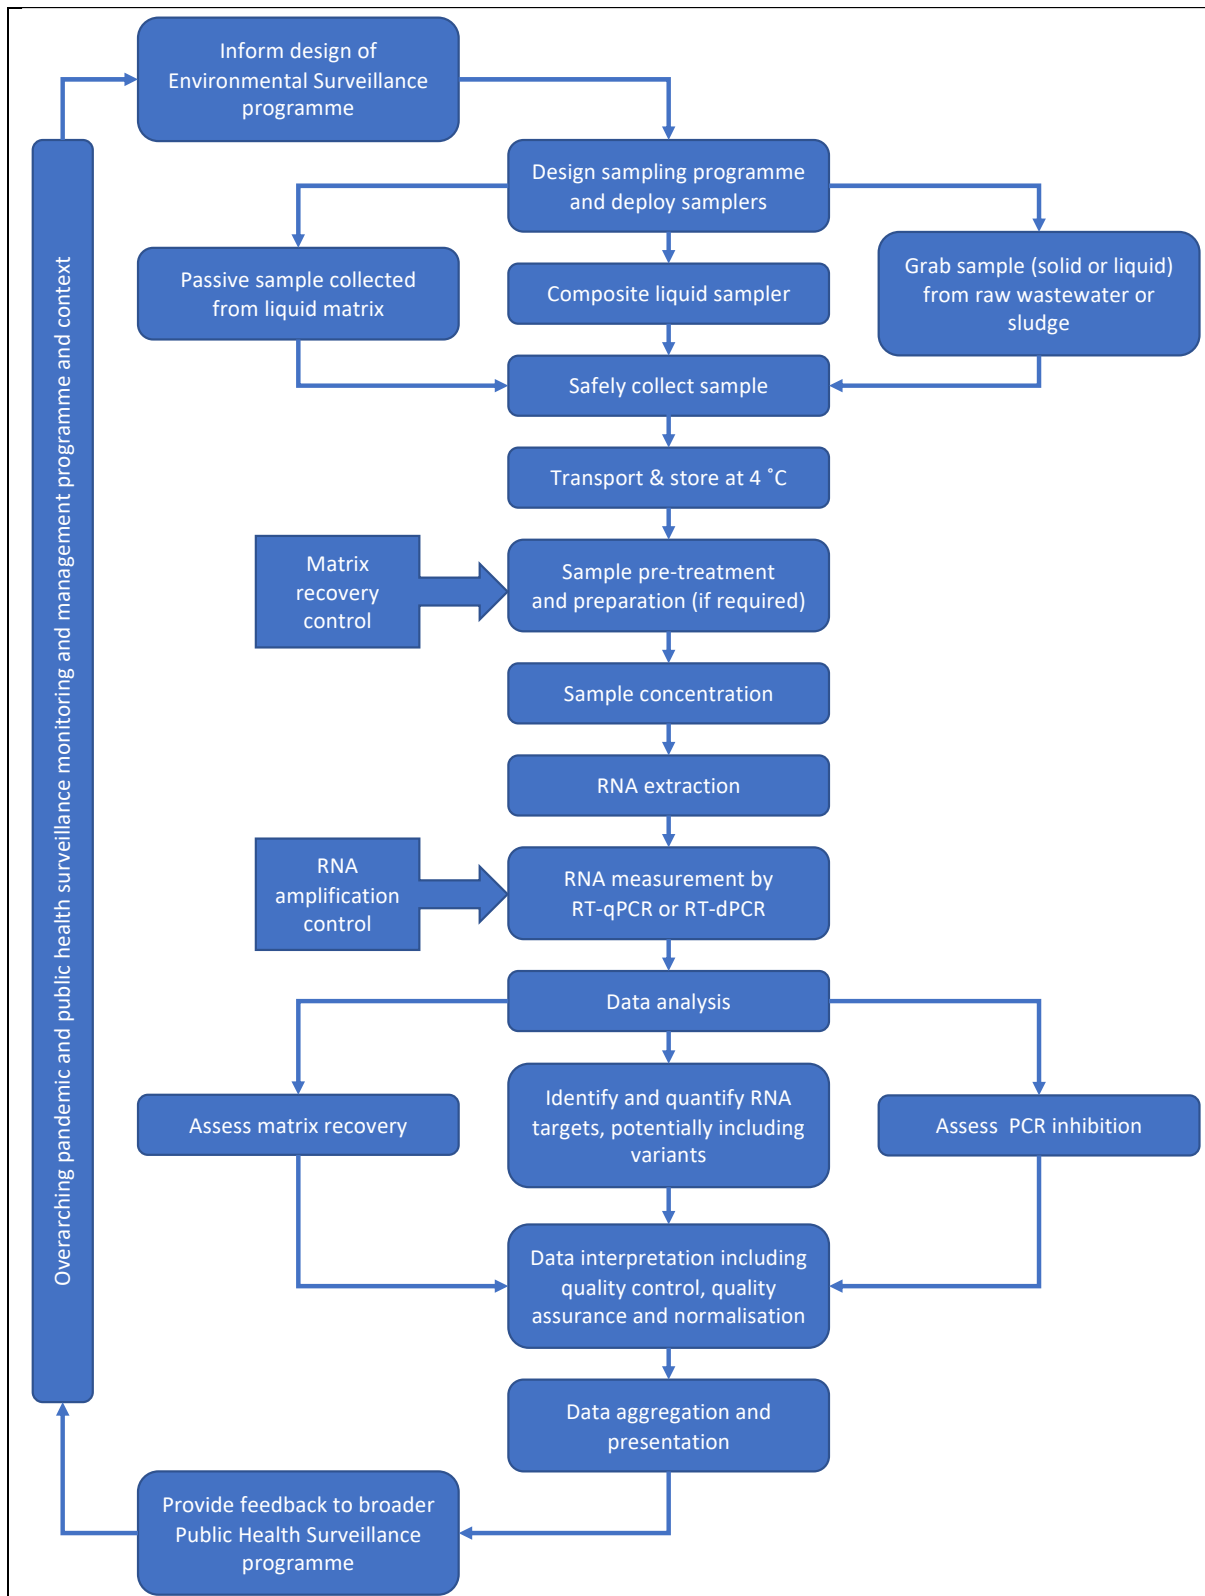 Inform design of
Environmental Surveillance
programme
Design sampling programme
and deploy samplers
Passive sample collected
from liquid matrix
Composite liquid sampler
Grab sample (solid or liquid)
from raw wastewater or
sludge
Safely collect sample
Transport & store at 4 ˚C
Matrix
recovery
control
Sample pre-treatment
and preparation (if required)
Sample concentration
RNA extraction
RNA
amplification
control
RNA measurement by
RT-qPCR or RT-dPCR
Data analysis
Assess matrix recovery
Identify and quantify RNA
targets, potentially including
variants
Assess  PCR inhibition
Data interpretation including
quality control, quality
assurance and normalisation
Data aggregation and
presentation
Provide feedback to broader
Public Health Surveillance
programme
Overarching pandemic and public health surveillance monitoring and management programme and context